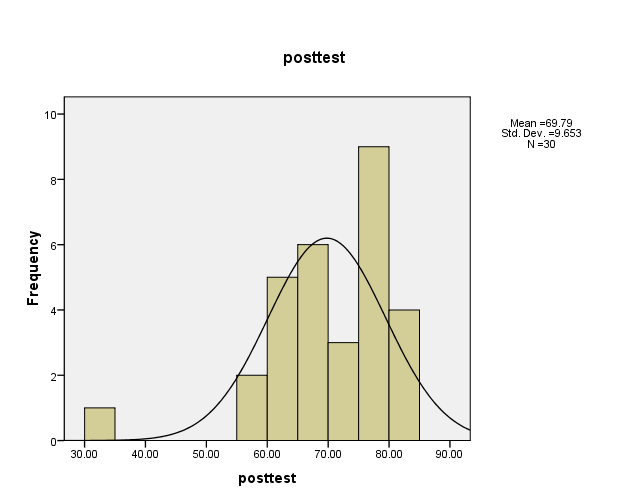 posttest
Mean =69.79
Std. Dev. =9.653
N =30
Frequency
10
8
6
4
2
0
30.00 40.00 50.00 60.00 70.00 80.00 90.00
posttest